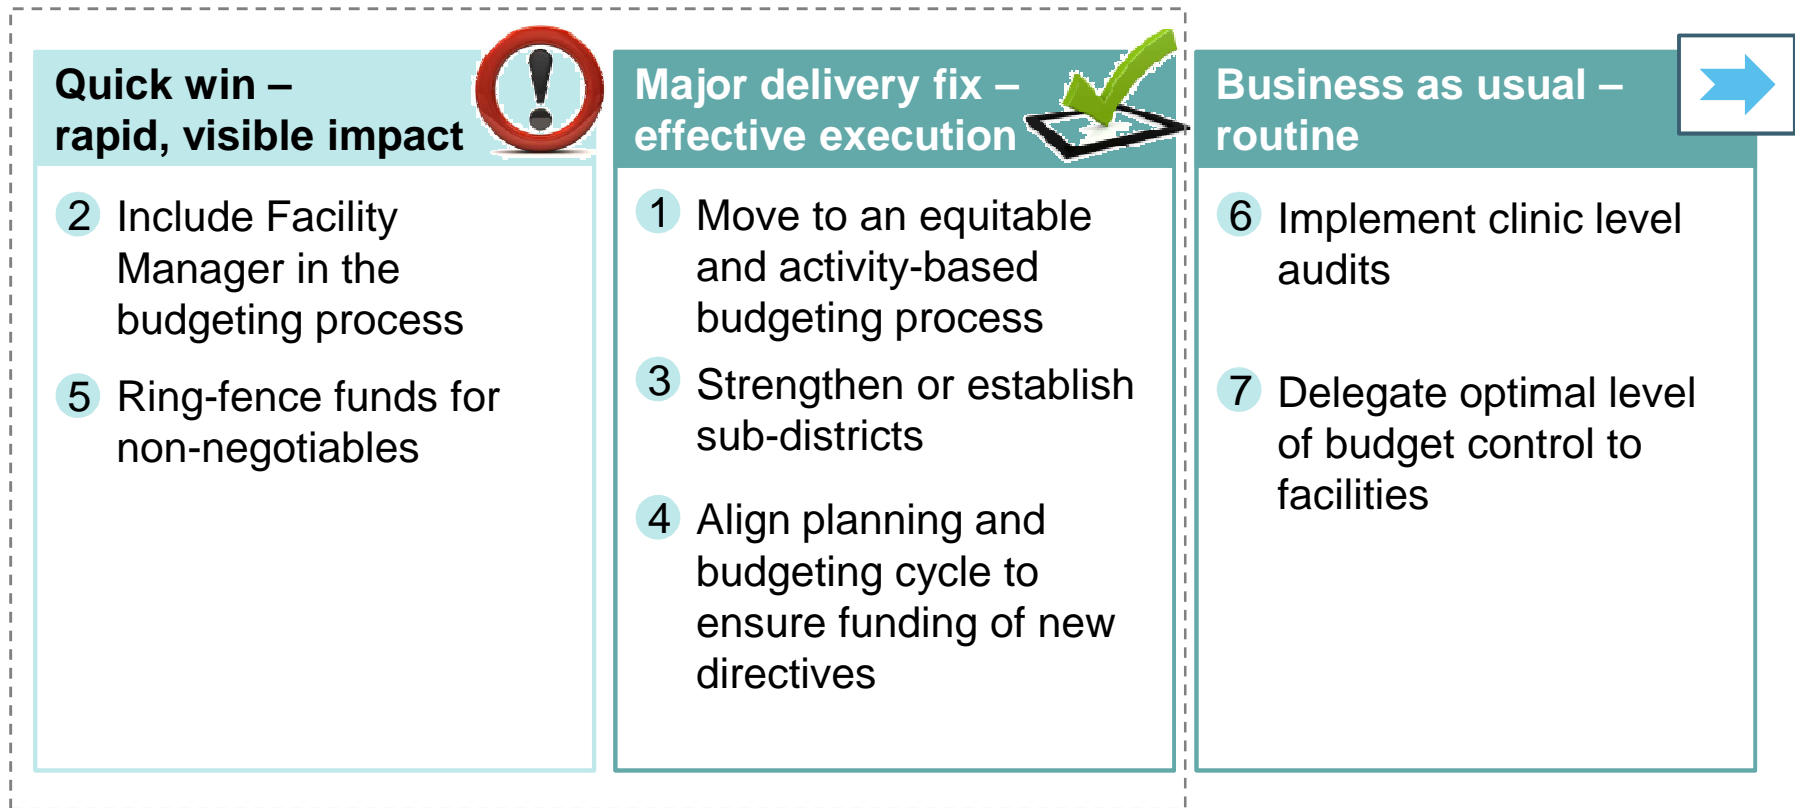 Quick win –
rapid, visible impact
2 Include Facility
Manager in the
budgeting process
5 Ring-fence funds for
non-negotiables
Major delivery fix –
effective execution
1 Move to an equitable
and activity-based
budgeting process
3 Strengthen or establish
sub-districts
4 Align planning and
budgeting cycle to
ensure funding of new
directives
Business as usual –
routine
6 Implement clinic level
audits
7 Delegate optimal level
of budget control to
facilities